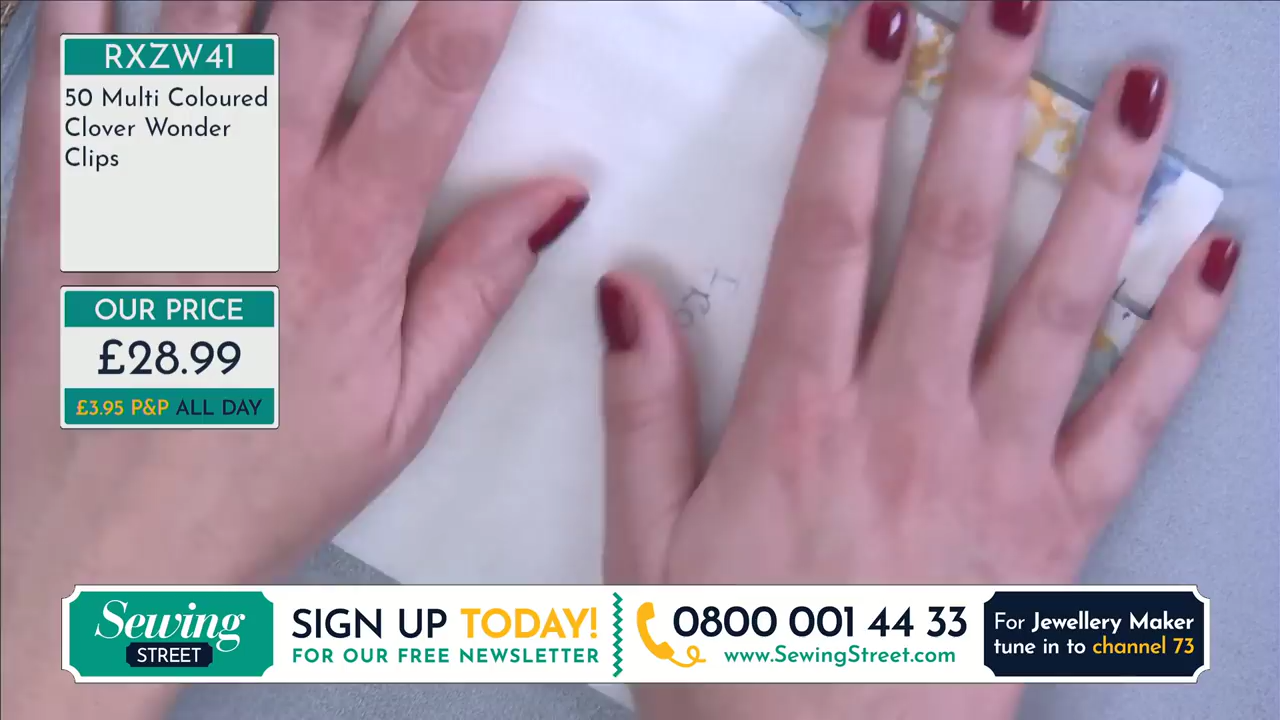 RXZW41
50 Multi Coloured
Clover Wonder
Clips
OUR PRICE
£28.99
£3.95 P&P ALL DAY
Sewing
STREET
SIGN UP TODAY!
FOR OUR FREE NEWSLETTER
0800 001 44 33
www.SewingStreet.com
For Jewellery Maker
tune in to channel 73